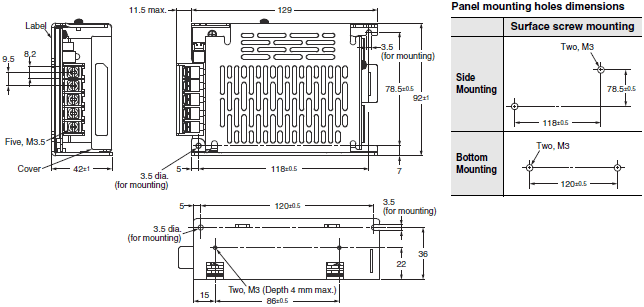 11.5 max.
129
Label
8.2
9.5
Five, M3.5
Cover
42±1
3.5
(for mounting)
78.5±0.5
92±1
3.5 dia.
(for mounting)
5
118±0.5
7
5
120±0.5
3.5
(for mounting)
3.5 dia.
(for mounting)
36
22
Two, M3 (Depth 4 mm max.)
15
86±0.5
Panel mounting holes dimensions
Surface screw mounting
Side
Mounting
Two, M3
78.5±0.5
118±0.5
Bottom
Mounting
Two, M3
120±0.5